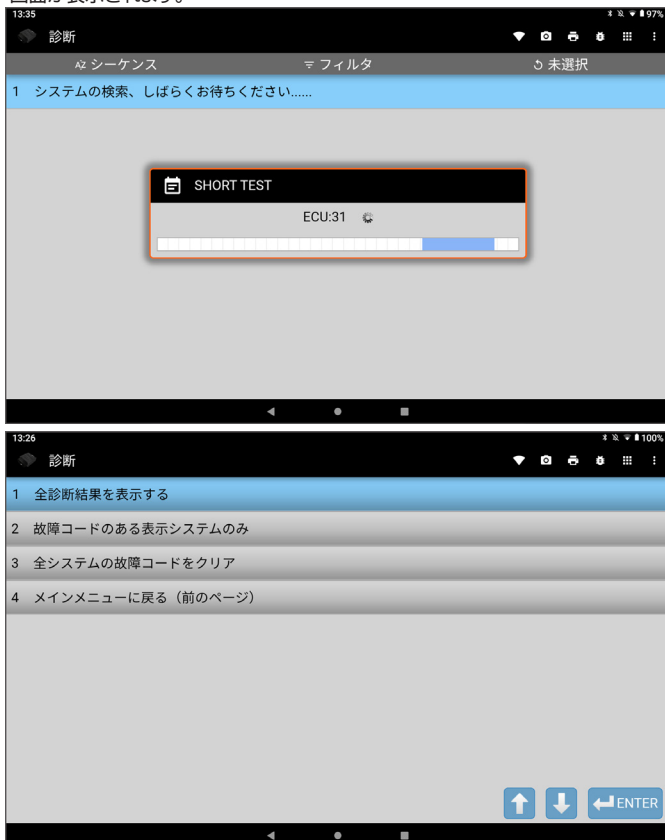 画面が表示されます。
13:35
97%
診断
AZ シーケンス
フィルタ
未選択
1 システムの検索、しばらくお待ちください......
SHORT TEST
ECU:31
13:26
100%
診断
1 全診断結果を表示する
2 故障コードのある表示システムのみ
3 全システムの故障コードをクリア
4 メインメニューに戻る（前のページ）
ENTER